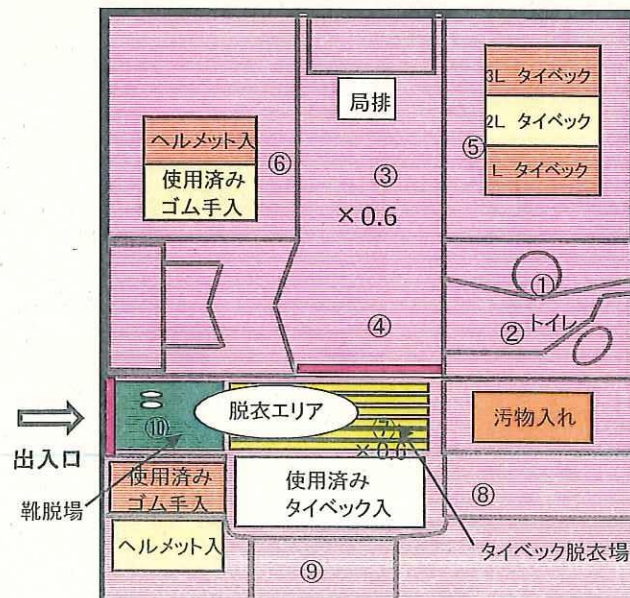 局排
3L タイベック
2L タイベック
L タイベック
⑤
ヘルメット入
使用済み
ゴム手入
⑥
③
×0.6
①
②
トイレ
④
脱衣エリア
⑩
⑦
×0.6
汚物入れ
出入口
靴脱場
使用済み
ゴム手入
使用済み
タイベック入
⑧
ヘルメット入
タイベック脱衣場
⑨